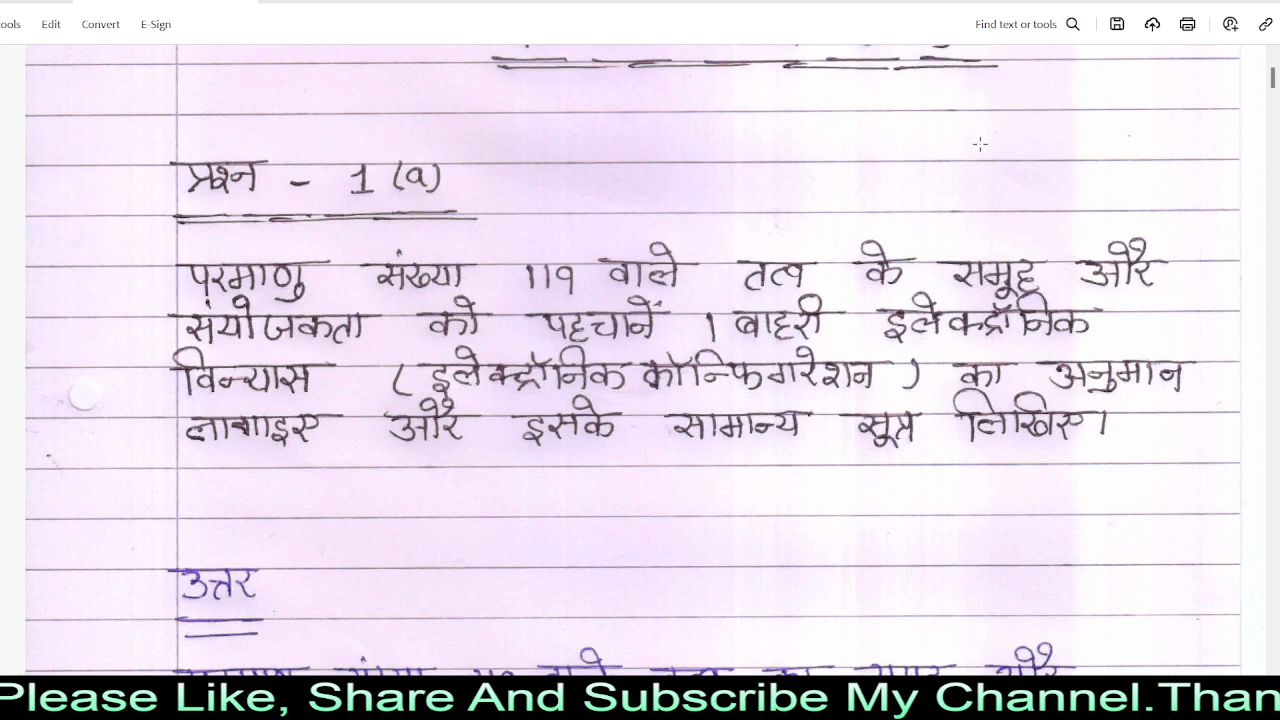 ools Edit Convert E-Sign Find text or tools
प्रश्न - 1 (a)
परमाणु संख्या 119 वाले तत्व के समूह और
संयोजकता को पहचानें । बाहरी इलेक्ट्रॉनिक
विन्यास ( इलेक्ट्रॉनिक कॉन्फिगरेशन ) का अनुमान
लागाइए और इसके सामान्य सूत्र लिखिए।
उत्तर
Please Like, Share And Subscribe My Channel.Than